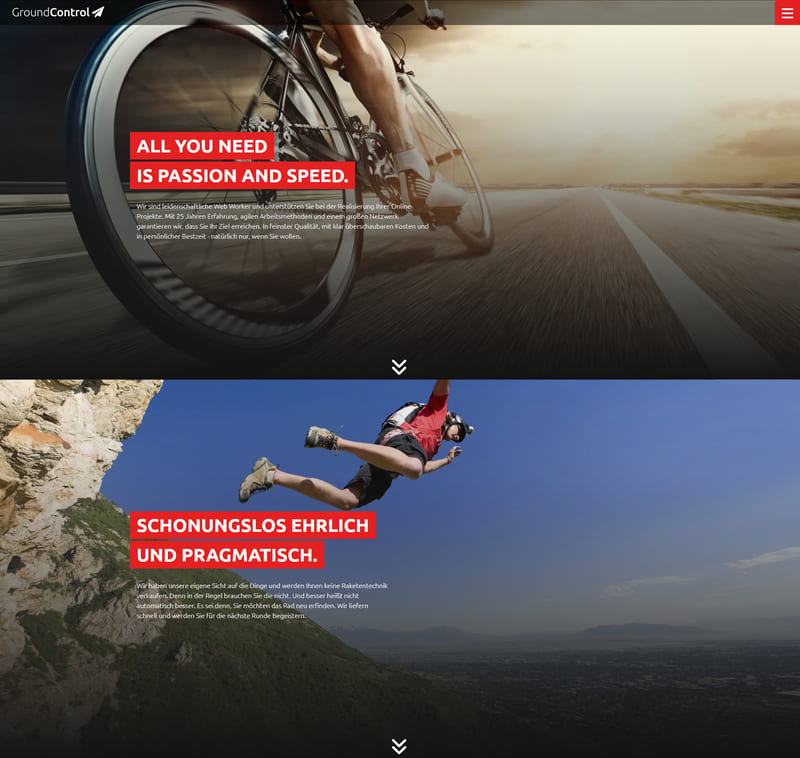 GroundControl
ALL YOU NEED
IS PASSION AND SPEED.
Wir sind leidenschaftliche Web Worker und unterstützen Sie bei der Realisierung Ihrer Online-
Projekte. Mit 25 Jahren Erfahrung, agilen Arbeitsmethoden und einem großen Netzwerk
garantieren wir, dass Sie Ihr Ziel erreichen. In feinster Qualität, mit klar überschaubaren Kosten und
in persönlicher Bestzeit - natürlich nur, wenn Sie wollen.
SCHONUNGSLOS EHRLICH
UND PRAGMATISCH.
Wir haben unsere eigene Sicht auf die Dinge und werden Ihnen keine Raketentechnik
verkaufen. Denn in der Regel brauchen Sie die nicht. Und besser heißt nicht
automatisch besser. Es sei denn, Sie möchten das Rad neu erfinden. Wir liefern
schnell und werden Sie für die nächste Runde begeistern.